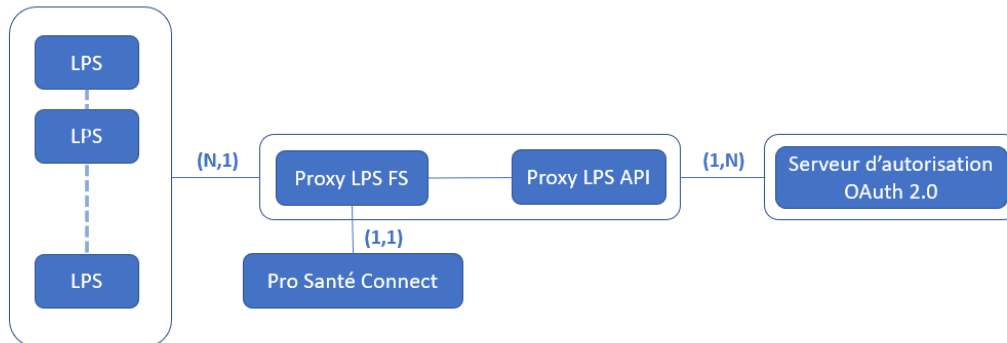 LPS
LPS
LPS
(N,1)
Proxy LPS FS
Proxy LPS API
(1,1)
Pro Santé Connect
(1,N)
Serveur d’autorisation
OAuth 2.0